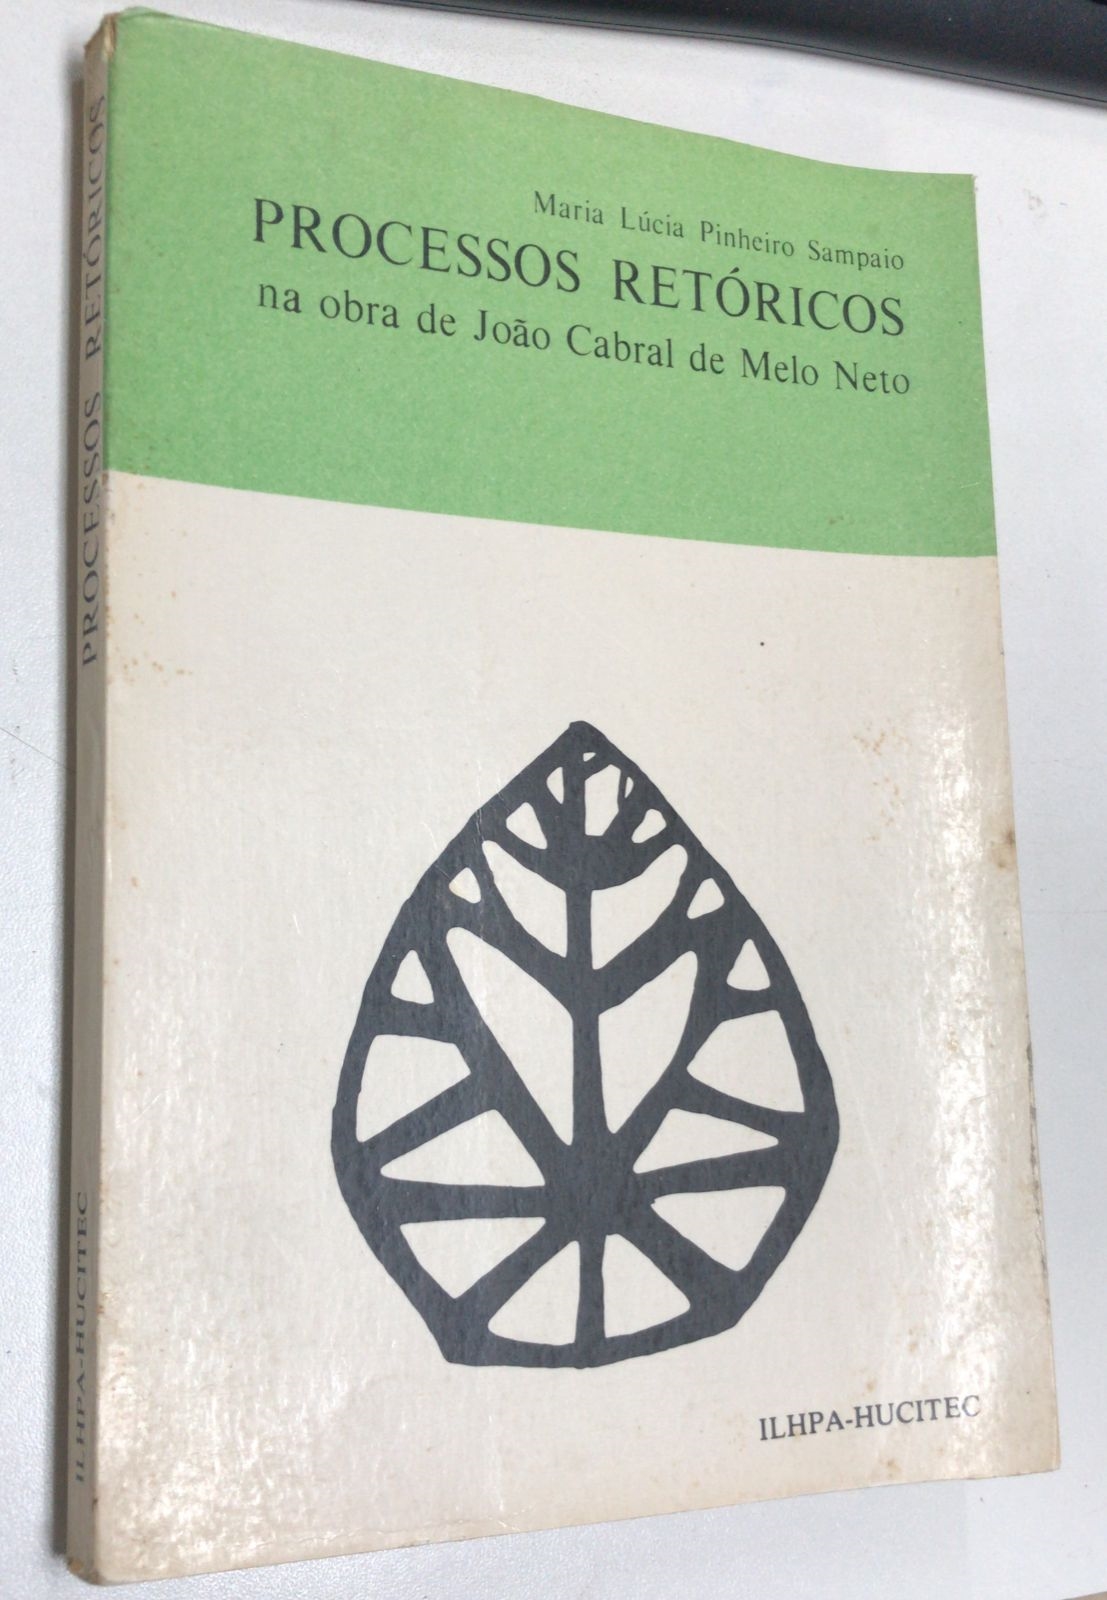 Maria Lúcia Pinheiro Sampaio
PROCESSOS RETÓRICOS
na obra de João Cabral de Melo Neto
ILHPA-HUCITEC
PROCESSOS RETÓRICOS
ILHPA-HUCITEC